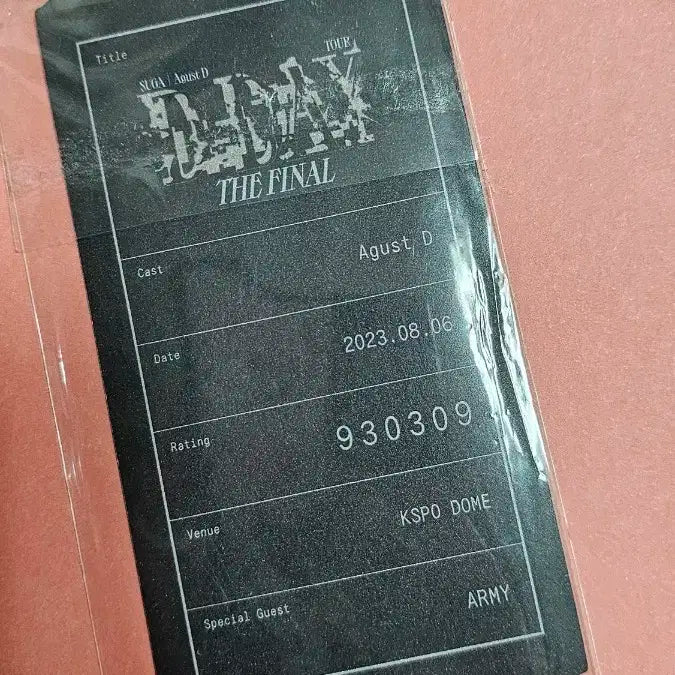 Title
SUGA | Agust D
TOUR
D-DAY
THE FINAL
Cast
Agust D
Date
2023.08.06
Rating
930309
Venue
KSPO DOME
Special Guest
ARMY